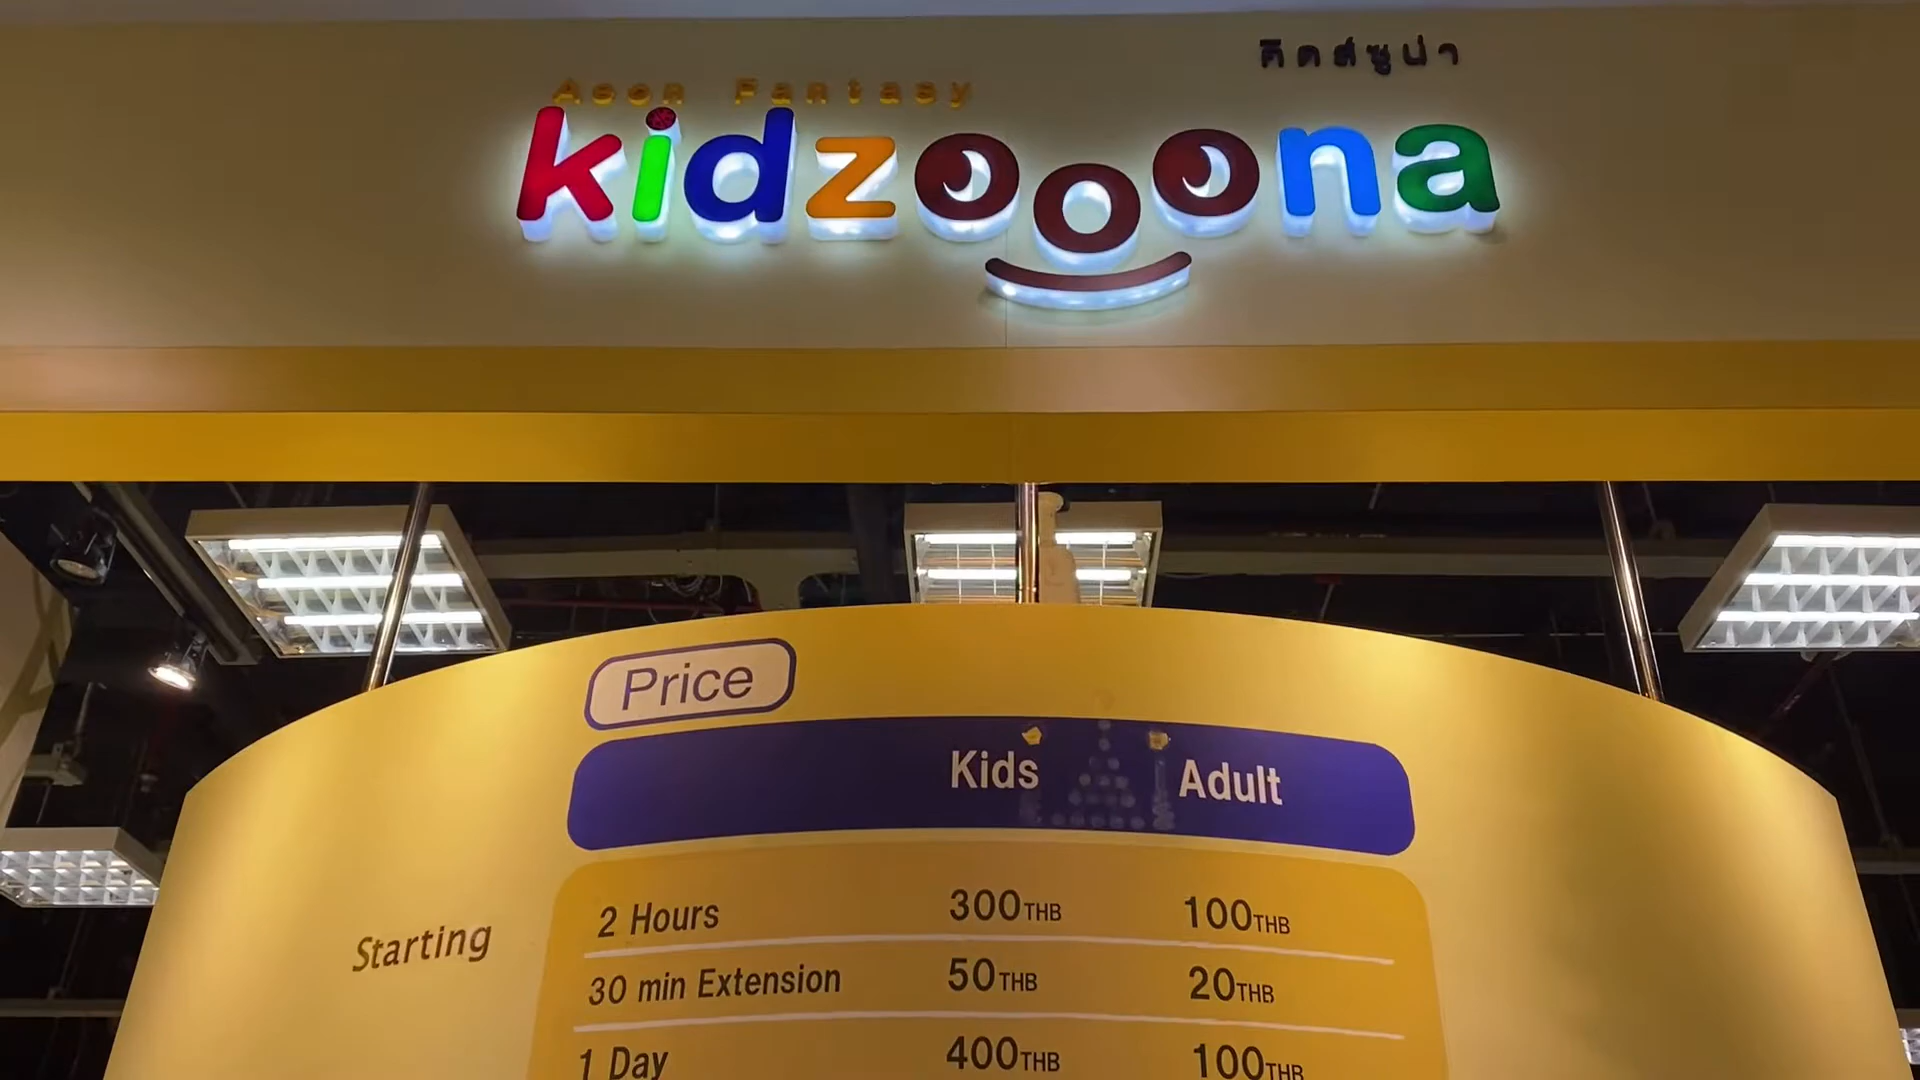 คิดส์ซูน่า
Aeon Fantasy
kidzooona
Price
Kids Adult
Starting
2 Hours 300THB 100THB
30 min Extension 50THB 20THB
1 Day 400THB 100THB